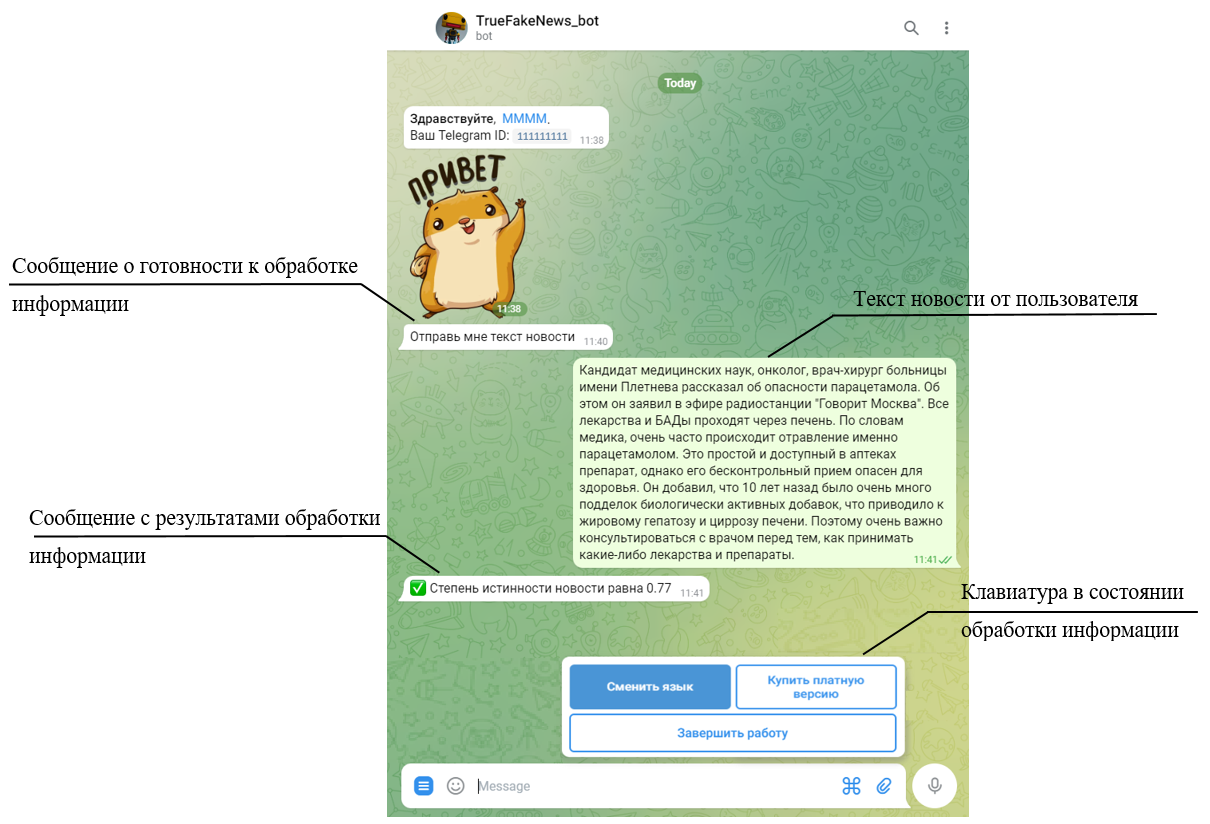 TrueFakeNews_bot
bot
Today
Здравствуйте, MMMM.
Ваш Telegram ID: 111111111 11:38
ПРИВЕТ
11:38
Сообщение о готовности к обработке
информации
Отправь мне текст новости 11:40
Текст новости от пользователя
Кандидат медицинских наук, онколог, врач-хирург больницы
имени Плетнева рассказал об опасности парацетамола. Об
этом он заявил в эфире радиостанции "Говорит Москва". Все
лекарства и БАДы проходят через печень. По словам
медика, очень часто происходит отравление именно
парацетамолом. Это простой и доступный в аптеках
препарат, однако его бесконтрольный прием опасен для
здоровья. Он добавил, что 10 лет назад было очень много
подделок биологически активных добавок, что приводило к
жировому гепатозу и циррозу печени. Поэтому очень важно
консультироваться с врачом перед тем, как принимать
какие-либо лекарства и препараты.
11:41
Сообщение с результатами обработки
информации
✅ Степень истинности новости равна 0.77 11:41
Клавиатура в состоянии
обработки информации
Сменить язык
Купить платную
версию
Завершить работу
Message